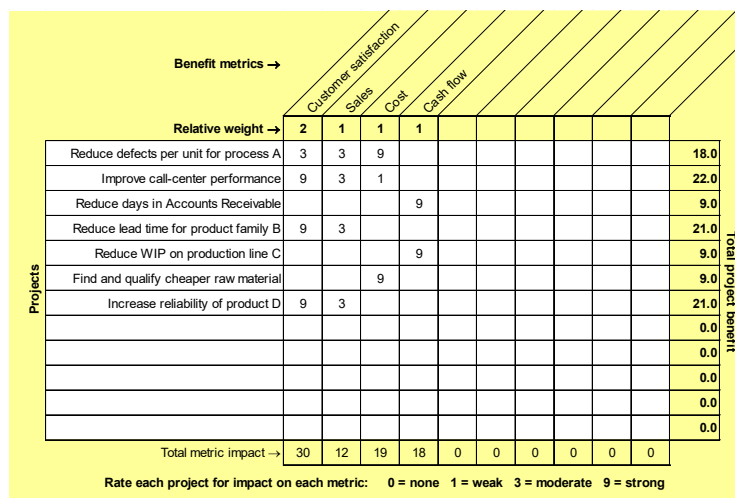 Benefit metrics →
Customer satisfaction
Sales
Cost
Cash flow
Relative weight → 2 1 1 1
Reduce defects per unit for process A 3 3 9 18.0
Improve call-center performance 9 3 1 22.0
Reduce days in Accounts Receivable 9 9.0
Reduce lead time for product family B 9 3 21.0
Reduce WIP on production line C 9 9.0
Find and qualify cheaper raw material 9 9.0
Increase reliability of product D 9 3 21.0
0.0
0.0
0.0
0.0
0.0
Projects
Total project benefit
Total metric impact → 30 12 19 18 0 0 0 0 0
Rate each project for impact on each metric: 0 = none 1 = weak 3 = moderate 9 = strong